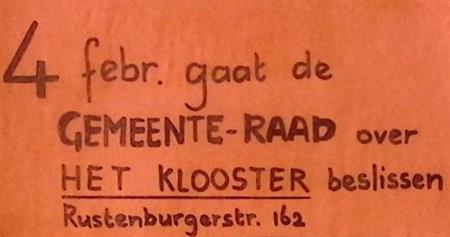 4 febr. gaat de
GEMEENTE-RAAD over
HET KLOOSTER beslissen
Rustenburgerstr. 162